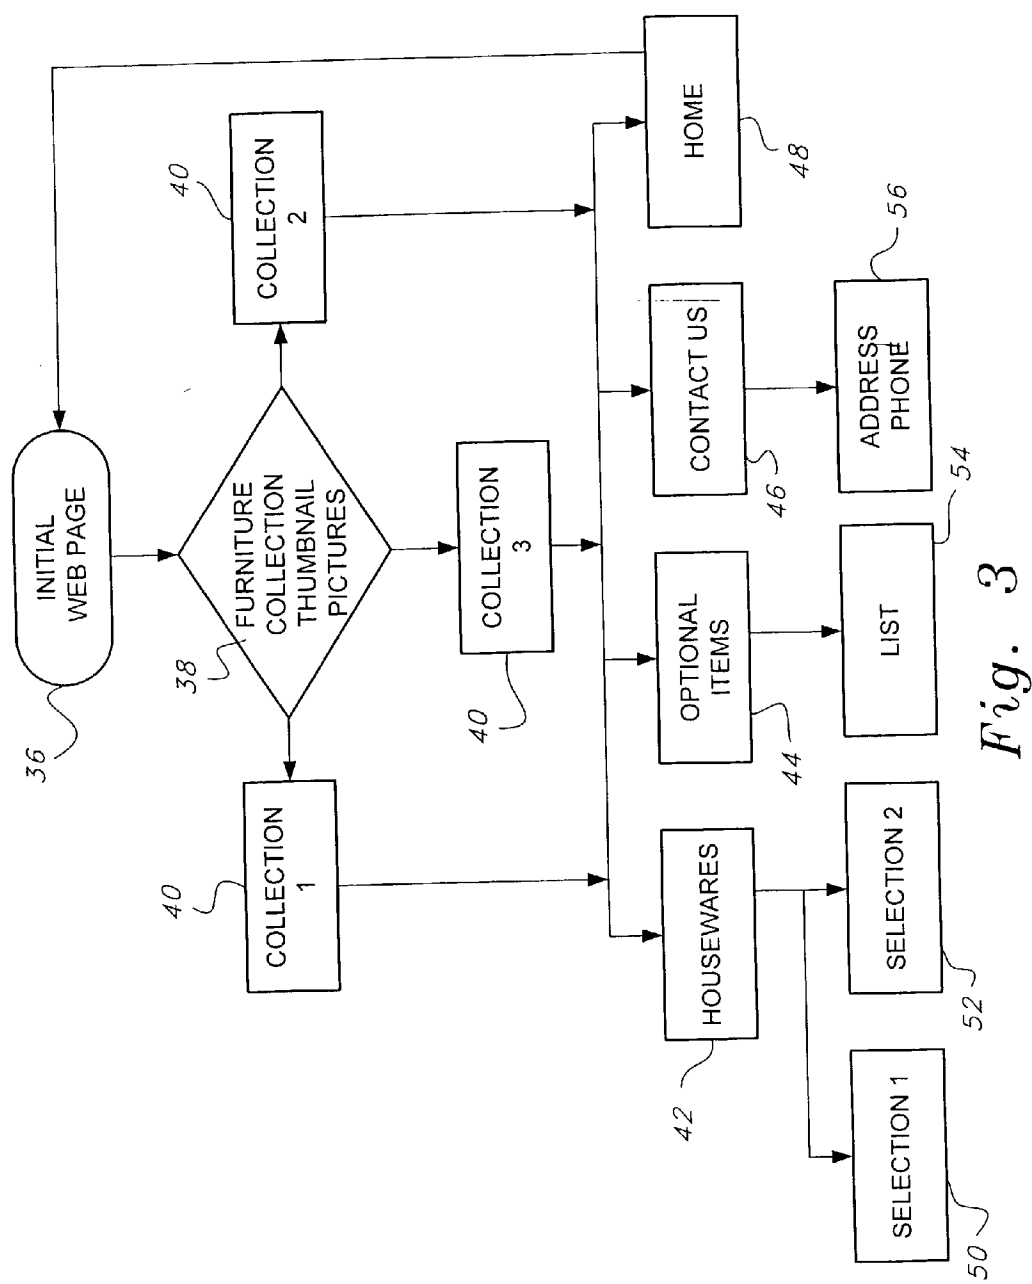 36
INITIAL
WEB PAGE
38
FURNITURE
COLLECTION
THUMBNAIL
PICTURES
40
COLLECTION
1
40
COLLECTION
2
40
COLLECTION
3
42
HOUSEWARES
44
OPTIONAL
ITEMS
46
CONTACT US
HOME
48
50
SELECTION 1
52
SELECTION 2
LIST
54
ADDRESS
PHONE
56
Fig. 3